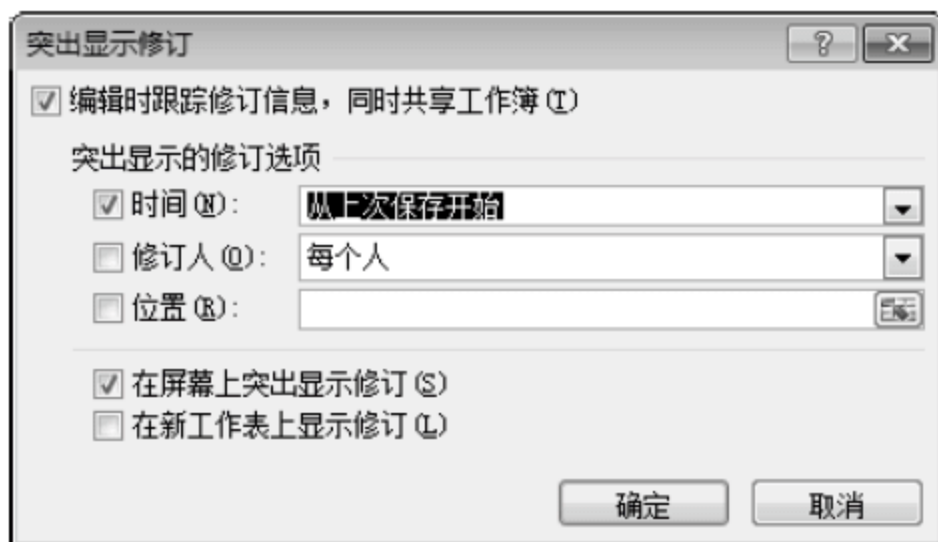 突出显示修订
编辑时跟踪修订信息，同时共享工作簿(T)
突出显示的修订选项
时间(N)： 从上次保存开始
修订人(O)： 每个人
位置(R)：
在屏幕上突出显示修订(S)
在新工作表上显示修订(L)
确定 取消